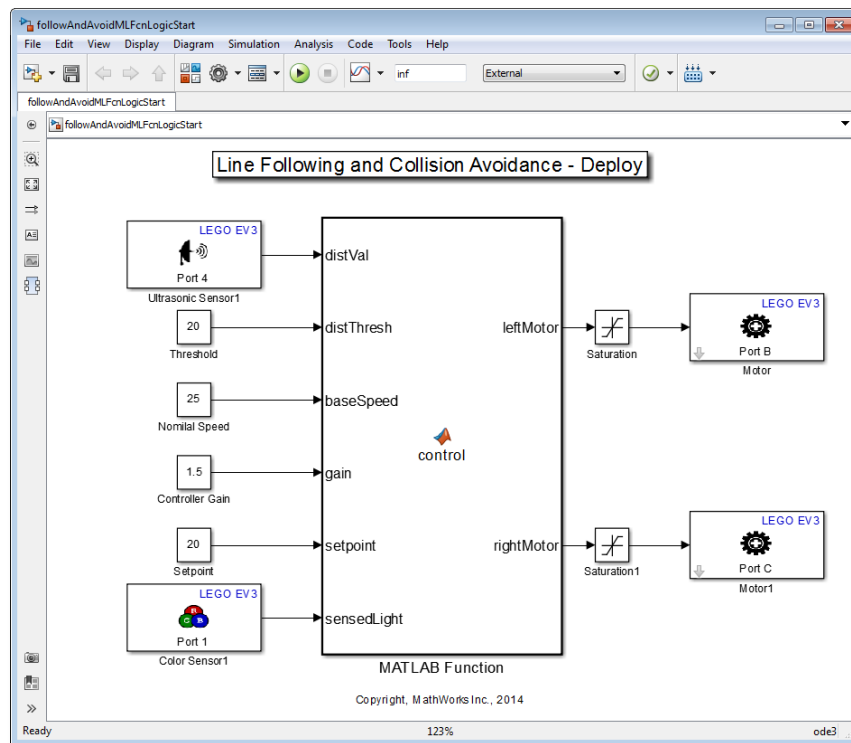 followAndAvoidMLFcnLogicStart
File Edit View Display Diagram Simulation Analysis Code Tools Help
inf External
followAndAvoidMLFcnLogicStart
followAndAvoidMLFcnLogicStart
Line Following and Collision Avoidance - Deploy
LEGO EV3
Port 4
Ultrasonic Sensor1
distVal
20
Threshold
distThresh
25
Nomilal Speed
baseSpeed
1.5
Controller Gain
gain
20
Setpoint
setpoint
LEGO EV3
R
G B
Port 1
Color Sensor1
sensedLight
control
MATLAB Function
leftMotor
Saturation
LEGO EV3
Port B
Motor
rightMotor
Saturation1
LEGO EV3
Port C
Motor1
Copyright, MathWorks Inc., 2014
Ready 123% ode3